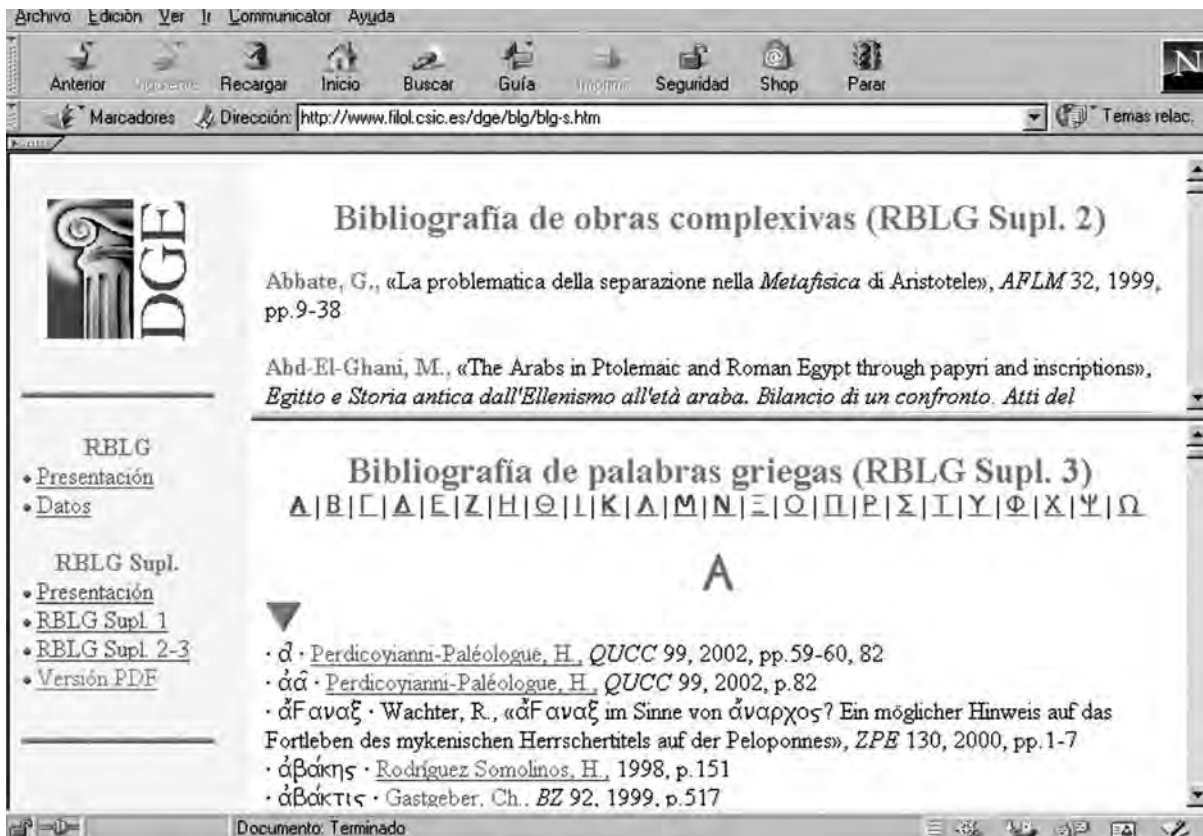 Archivo Edición Ver Ir Communicator Ayuda
Anterior Siguiente Recargar Inicio Buscar Guía Imprimir Seguridad Shop Parar
N
Marcadores Dirección: http://www.filol.csic.es/dge/blg/blg-s.htm Temas relac.
DGE
RBLG
• Presentación
• Datos
RBLG Supl.
• Presentación
• RBLG Supl. 1
• RBLG Supl. 2-3
• Versión PDF
Bibliografía de obras complexivas (RBLG Supl. 2)
Abbate, G., «La problematica della separazione nella Metafisica di Aristotele», AFLM 32, 1999,
pp.9-38
Abd-El-Ghani, M., «The Arabs in Ptolemaic and Roman Egypt through papyri and inscriptions»,
Egitto e Storia antica dall'Ellenismo all'età araba. Bilancio di un confronto. Atti del
Bibliografía de palabras griegas (RBLG Supl. 3)
Α|Β|Γ|Δ|Ε|Ζ|Η|Θ|Ι|Κ|Λ|Μ|Ν|Ξ|Ο|Π|Ρ|Σ|Τ|Υ|Φ|Χ|Ψ|Ω
Α
· Perdicoyianni-Paléologue, H., QUCC 99, 2002, pp.59-60, 82
· ἀᾶ · Perdicoyianni-Paléologue, H., QUCC 99, 2002, p.82
· ἄϜαναξ · Wachter, R., «ἄϜαναξ im Sinne von ἄναρχος? Ein möglicher Hinweis auf das
Fortleben des mykenischen Herrschertitels auf der Peloponnes», ZPE 130, 2000, pp.1-7
· ἀβάκης · Rodríguez Somolinos, H., 1998, p.151
· ἀβάκτις · Gastgeber, Ch., BZ 92, 1999, p.517
Documento: Terminado